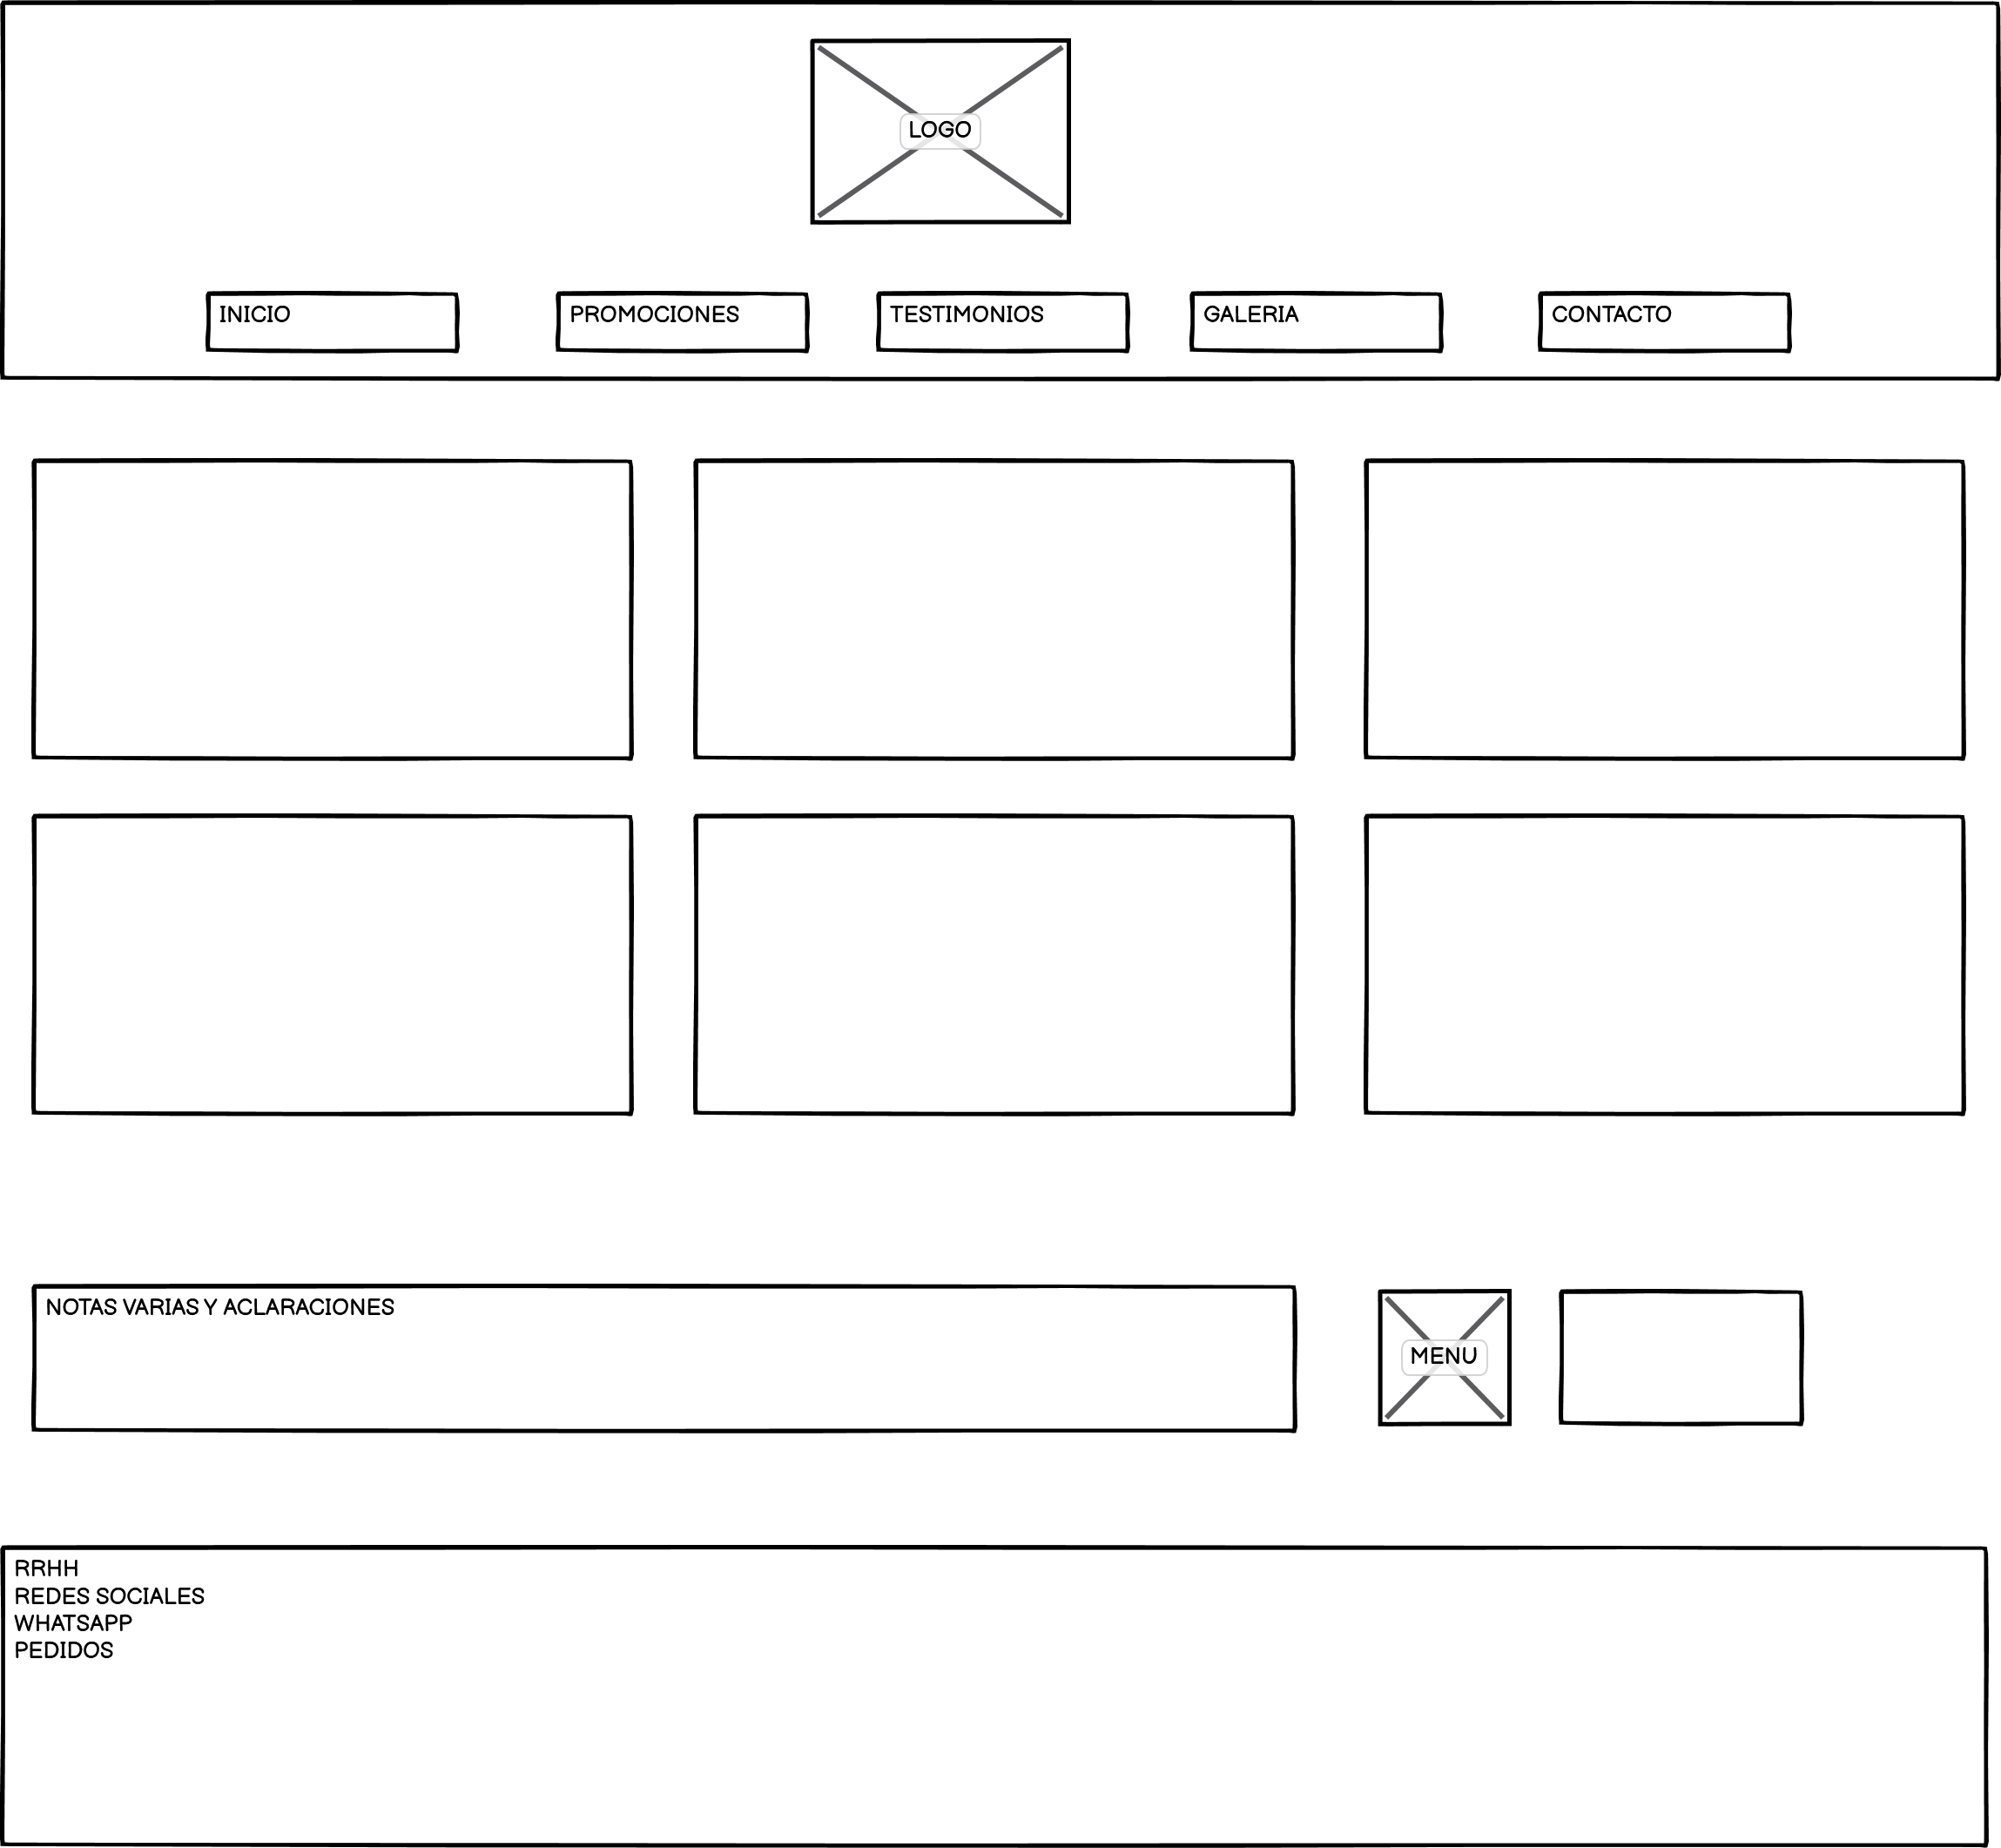 LOGO
INICIO
PROMOCIONES
TESTIMONIOS
GALERIA
CONTACTO
NOTAS VARIAS Y ACLARACIONES
MENU
RRHH
REDES SOCIALES
WHATSAPP
PEDIDOS